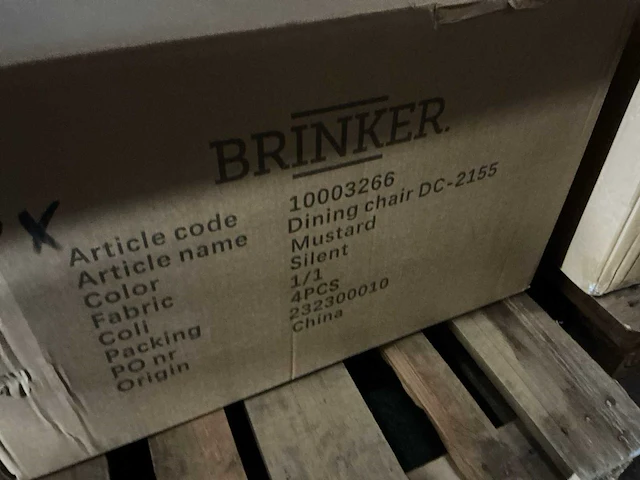 BRINKER.
X
Article code 10003266
Article name Dining chair DC-2155
Color Mustard
Fabric Silent
Coli 1/1
Packing 4PCS
PO nr 232300010
Origin China